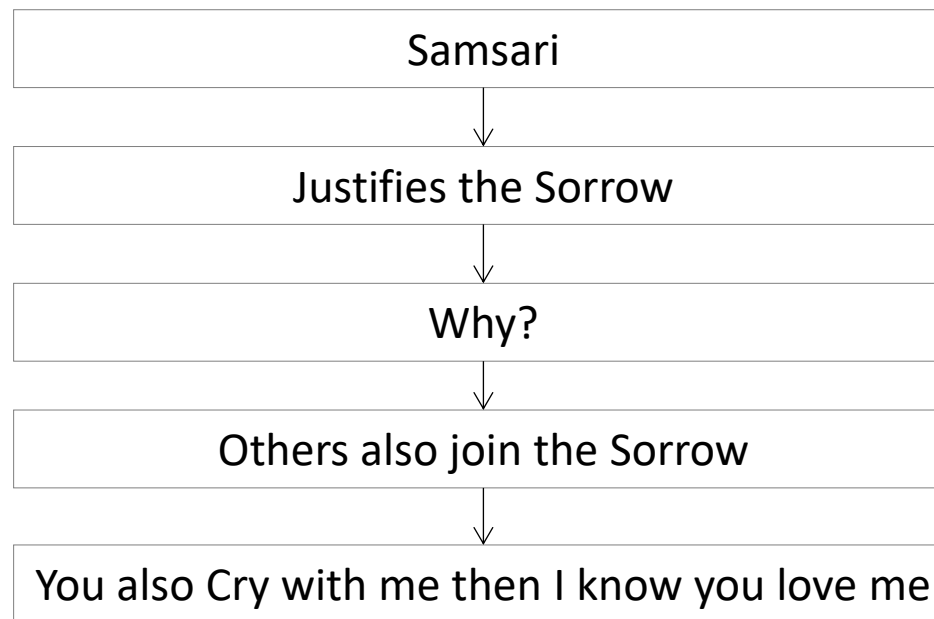 Samsari
Justifies the Sorrow
Why?
Others also join the Sorrow
You also Cry with me then I know you love me